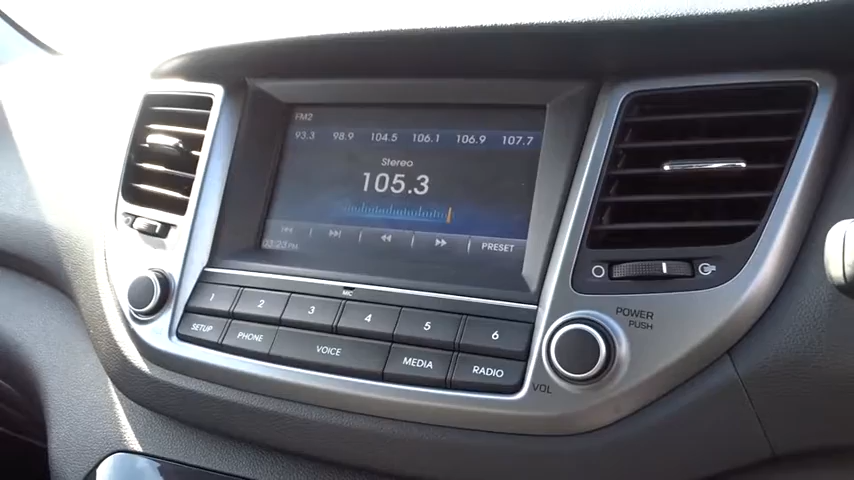 FM2
93.3 98.9 104.5 106.1 106.9 107.7
Stereo
105.3
PRESET
MIC
1 2 3 4 5 6
SETUP PHONE VOICE MEDIA RADIO
POWER
PUSH
VOL